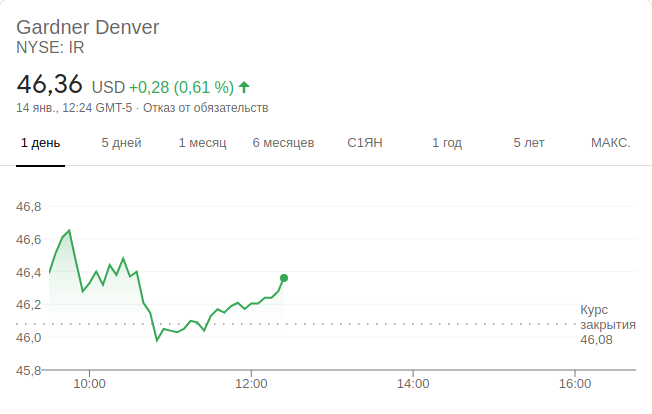 Gardner Denver
NYSE: IR
46,36 USD +0,28 (0,61 %)
14 янв., 12:24 GMT-5 · Отказ от обязательств
1 день 5 дней 1 месяц 6 месяцев С1ЯН 1 год 5 лет МАКС.
46,8
46,6
46,4
46,2
46,0
45,8
Курс
закрытия
46,08
10:00 12:00 14:00 16:00